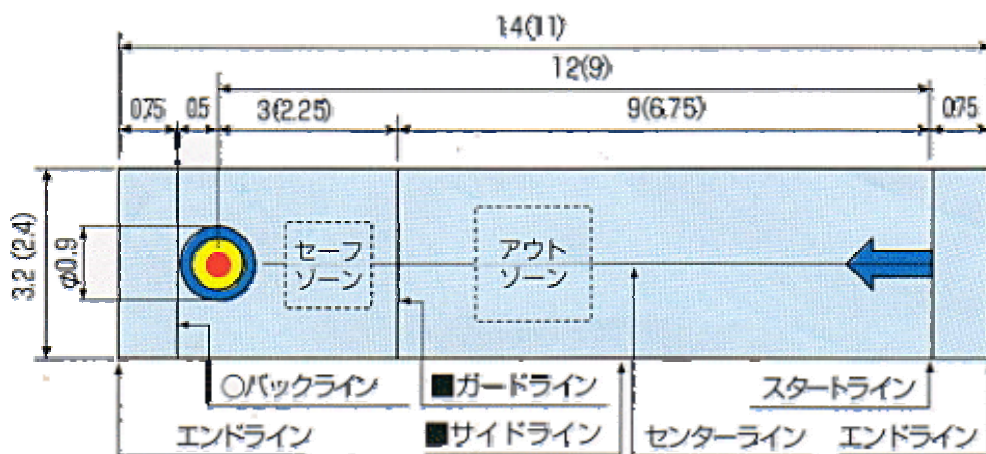 14(11)
12(9)
0.75 0.5 3(2.25) 9(6.75) 0.75
3.2 (2.4)
φ0.9
セーフ
ゾーン
アウト
ゾーン
○バックライン ■ガードライン スタートライン
エンドライン ■サイドライン センターライン エンドライン